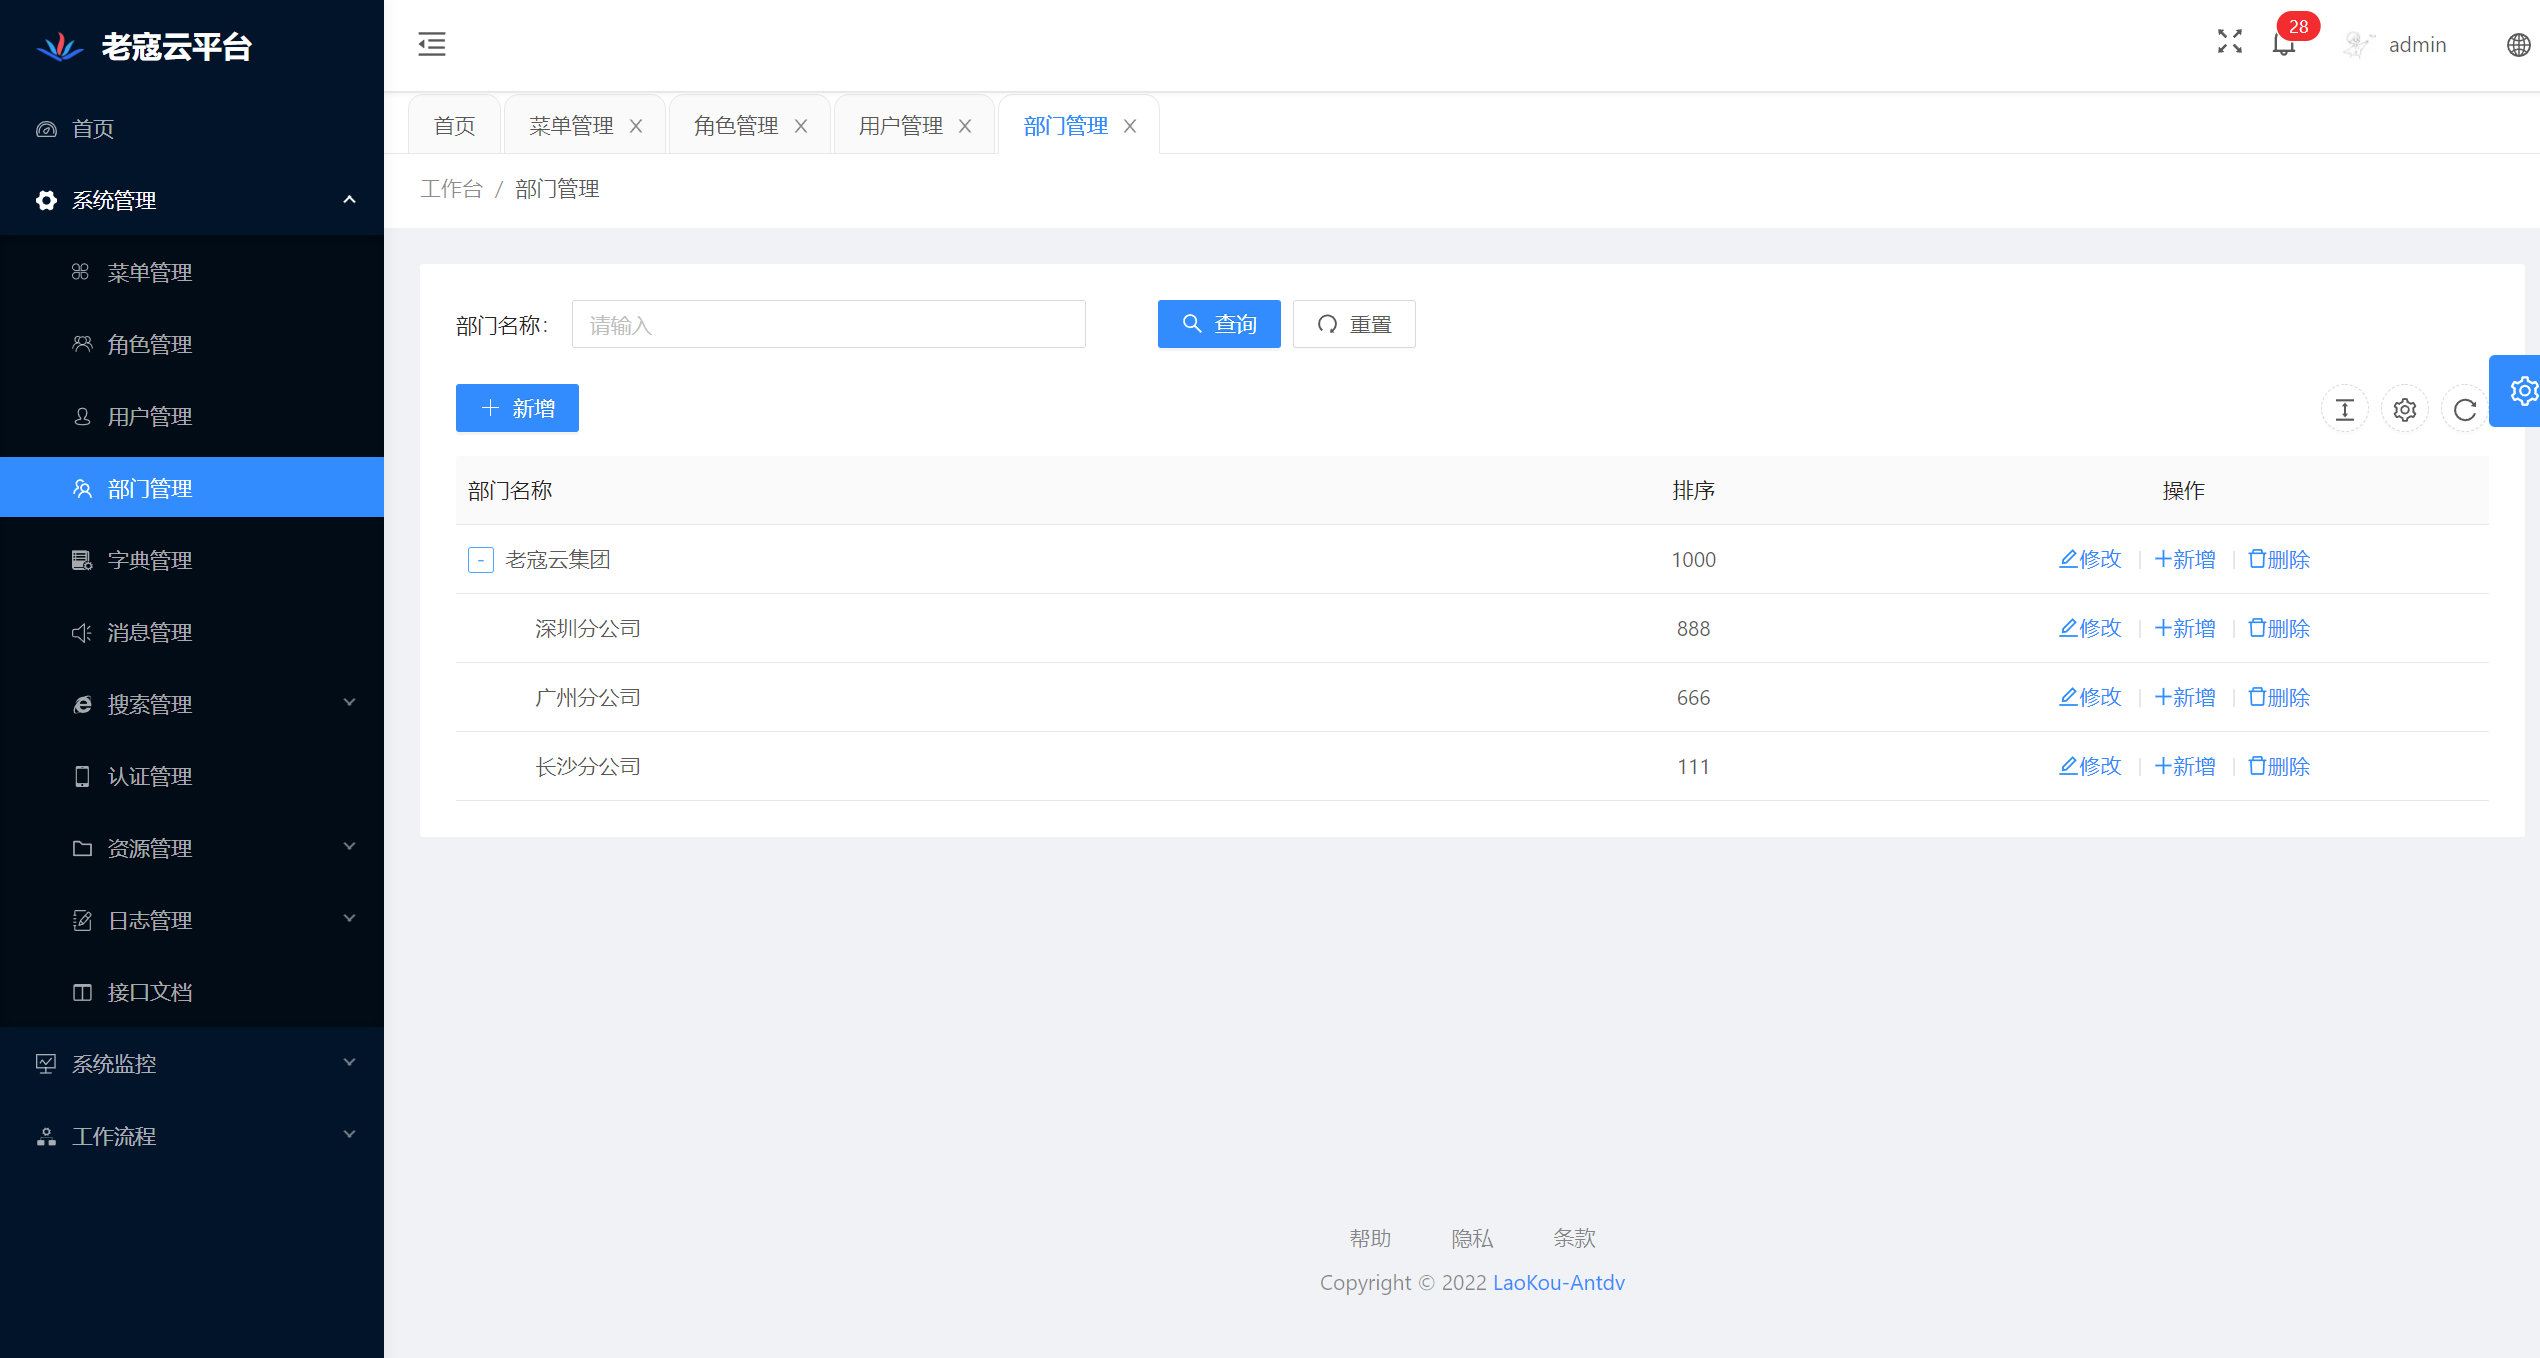 老寇云平台
首页
系统管理
菜单管理
角色管理
用户管理
部门管理
字典管理
消息管理
搜索管理
认证管理
资源管理
日志管理
接口文档
系统监控
工作流程
28
admin
首页 菜单管理 角色管理 用户管理 部门管理
工作台 / 部门管理
部门名称: 请输入 查询 重置
新增
部门名称 排序 操作
- 老寇云集团 1000 修改 新增 删除
深圳分公司 888 修改 新增 删除
广州分公司 666 修改 新增 删除
长沙分公司 111 修改 新增 删除
帮助 隐私 条款
Copyright © 2022 LaoKou-Antdv